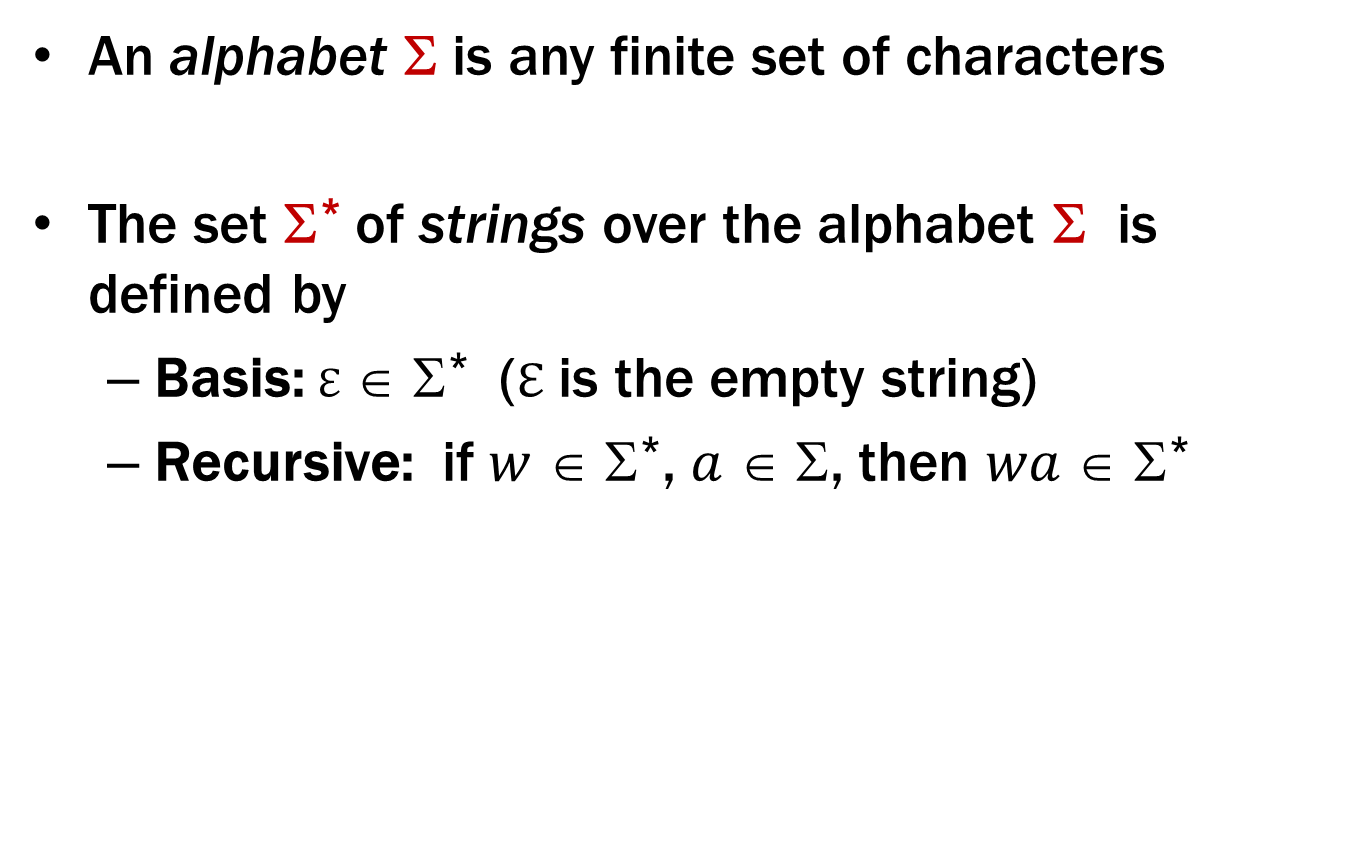 • An alphabet Σ is any finite set of characters
• The set Σ* of strings over the alphabet Σ is
defined by
– Basis: ε ∈ Σ* (ε is the empty string)
– Recursive: if w ∈ Σ*, a ∈ Σ, then wa ∈ Σ*